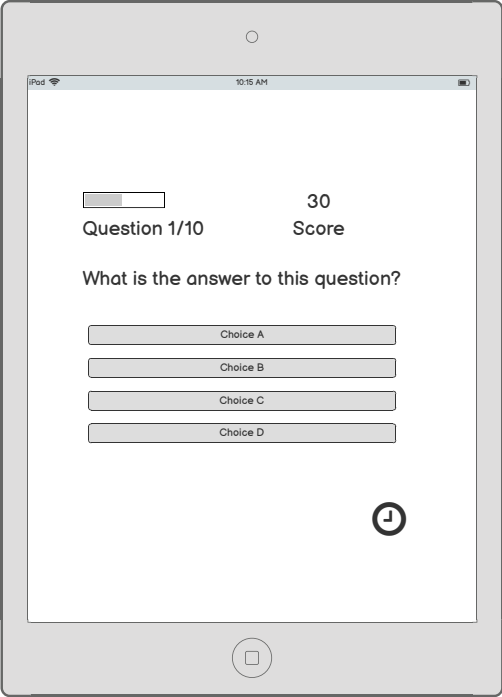 iPad 10:15 AM
30
Question 1/10 Score
What is the answer to this question?
Choice A
Choice B
Choice C
Choice D